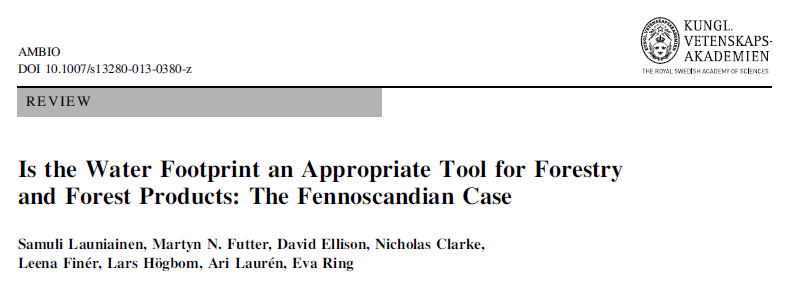 AMBIO
DOI 10.1007/s13280-013-0380-z
KUNGL.
VETENSKAPS-
AKADEMIEN
THE ROYAL SWEDISH ACADEMY OF SCIENCES
REVIEW
Is the Water Footprint an Appropriate Tool for Forestry
and Forest Products: The Fennoscandian Case
Samuli Launiainen, Martyn N. Futter, David Ellison, Nicholas Clarke,
Leena Finér, Lars Högbom, Ari Laurén, Eva Ring